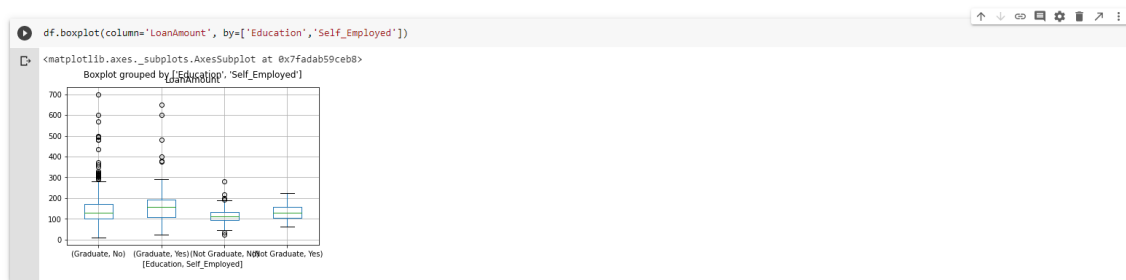 df.boxplot(column='LoanAmount', by=['Education','Self_Employed'])
<matplotlib.axes._subplots.AxesSubplot at 0x7fadab59ceb8>
Boxplot grouped by ['Education', 'Self_Employed']
LoanAmount
700
600
500
400
300
200
100
0
(Graduate, No) (Graduate, Yes) (Not Graduate, No) (Not Graduate, Yes)
[Education, Self_Employed]